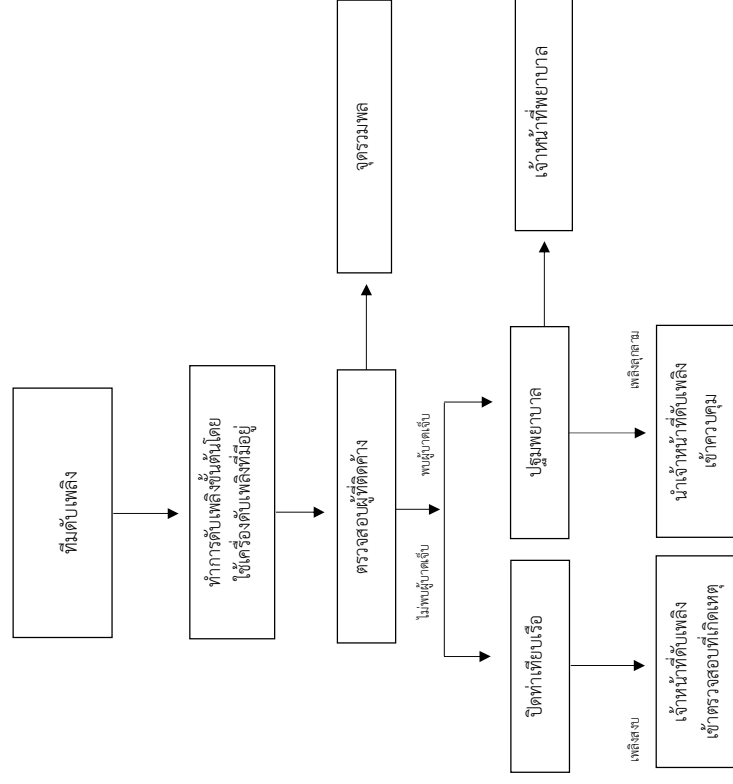 ทีมดับเพลิง
ทำการดับเพลิงขั้นต้นโดย
ใช้เครื่องดับเพลิงที่มีอยู่
ตรวจสอบผู้ที่ติดค้าง
จุดรวมพล
ไม่พบผู้บาดเจ็บ
พบผู้บาดเจ็บ
ปิดท่าเทียบเรือ
ปฐมพยาบาล
เจ้าหน้าที่พยาบาล
เพลิงสงบ
เพลิงลุกลาม
เจ้าหน้าที่ดับเพลิง
เข้าตรวจสอบที่เกิดเหตุ
นำเจ้าหน้าที่ดับเพลิง
เข้าควบคุม